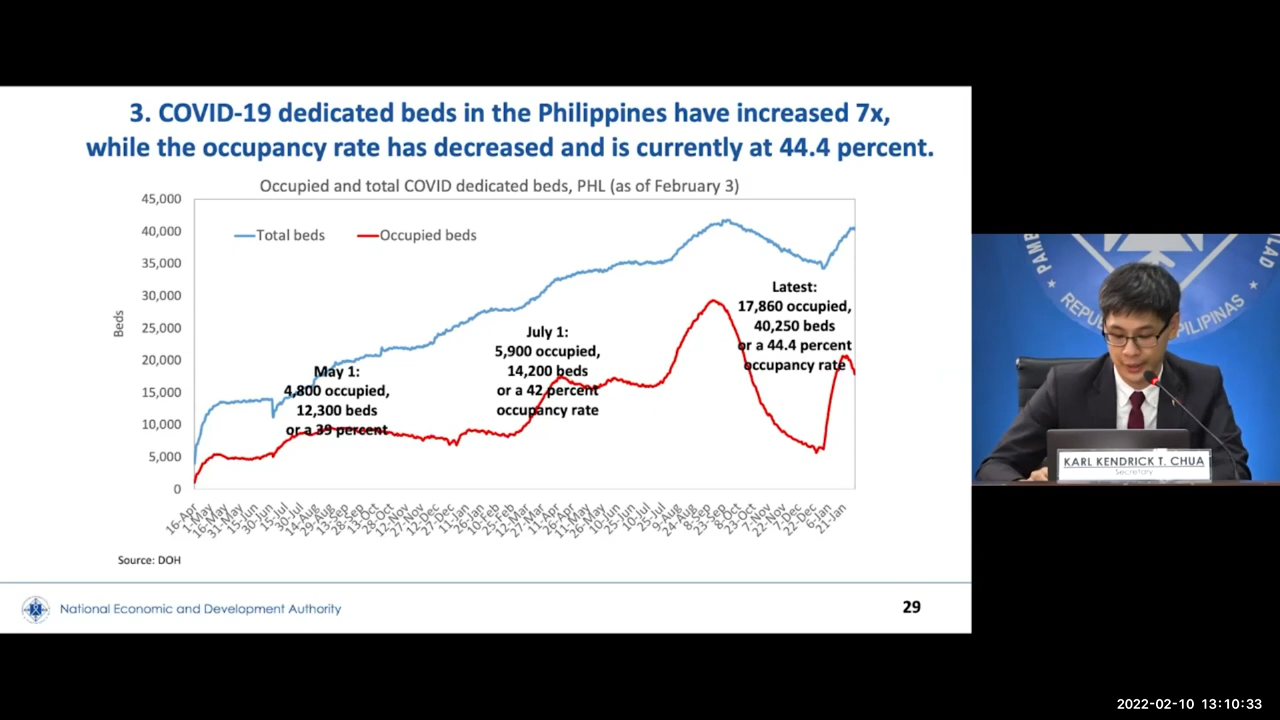 3. COVID-19 dedicated beds in the Philippines have increased 7x,
while the occupancy rate has decreased and is currently at 44.4 percent.
Occupied and total COVID dedicated beds, PHL (as of February 3)
45,000
40,000
35,000
30,000
25,000
20,000
15,000
10,000
5,000
0
Beds
Total beds
Occupied beds
May 1:
4,800 occupied,
12,300 beds
or a 39 percent
July 1:
5,900 occupied,
14,200 beds
or a 42 percent
occupancy rate
Latest:
17,860 occupied,
40,250 beds
or a 44.4 percent
occupancy rate
16-Apr
1-May
16-May
31-May
15-Jun
30-Jun
15-Jul
30-Jul
14-Aug
29-Aug
13-Sep
28-Sep
13-Oct
28-Oct
12-Nov
27-Nov
12-Dec
27-Dec
11-Jan
26-Jan
10-Feb
25-Feb
12-Mar
27-Mar
11-Apr
26-Apr
11-May
26-May
10-Jun
25-Jun
10-Jul
25-Jul
9-Aug
24-Aug
8-Sep
23-Sep
8-Oct
23-Oct
7-Nov
22-Nov
7-Dec
22-Dec
6-Jan
21-Jan
Source: DOH
National Economic and Development Authority
29
PAMB
LAD
REPUBLIC
PILIPINAS
KARL KENDRICK T. CHUA
Secretary
2022-02-10 13:10:33